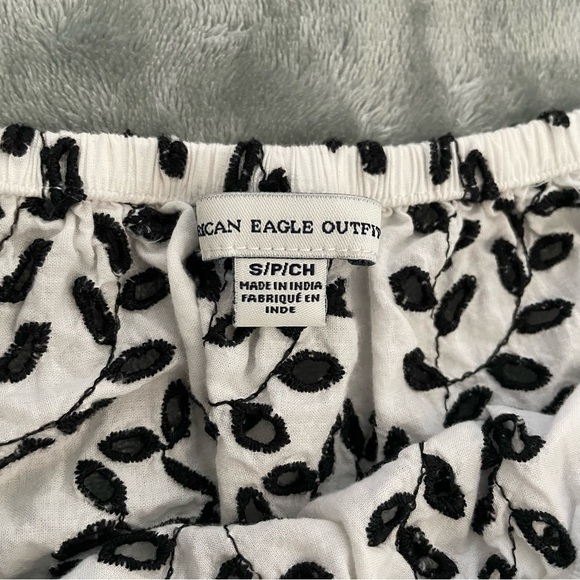 RICAN EAGLE OUTFIT
S/P/CH
MADE IN INDIA
FABRIQUÉ EN
INDE